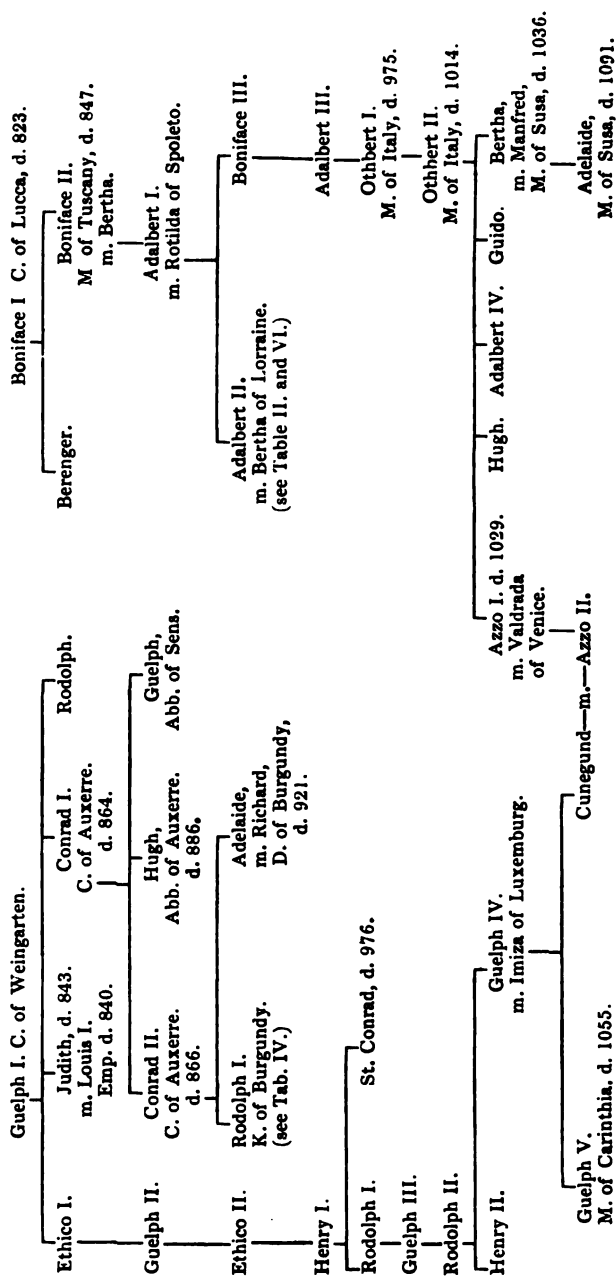 Guelph I. C. of Weingarten.
Ethico I.
Judith, d. 843.
m. Louis I.
Emp. d. 840.
Conrad I.
C. of Auxerre.
d. 864.
Rodolph.
Guelph II.
Conrad II.
C. of Auxerre.
d. 866.
Hugh,
Abb. of Auxerre.
d. 886.
Guelph,
Abb. of Sens.
Ethico II.
Rodolph I.
K. of Burgundy.
(see Tab. IV.)
Adelaide,
m. Richard,
D. of Burgundy,
d. 921.
Henry I.
Rodolph I.
St. Conrad, d. 976.
Guelph III.
Rodolph II.
Henry II.
Guelph IV.
m. Imiza of Luxemburg.
Guelph V.
M. of Carinthia, d. 1055.
Cunegund—m.—Azzo II.
Boniface I C. of Lucca, d. 823.
Berenger.
Boniface II.
M of Tuscany, d. 847.
m. Bertha.
Adalbert I.
m. Rotilda of Spoleto.
Adalbert II.
m. Bertha of Lorraine.
(see Table II. and VI.)
Boniface III.
Adalbert III.
Othbert I.
M. of Italy, d. 975.
Othbert II.
M. of Italy, d. 1014.
Azzo I. d. 1029.
m. Valdrada
of Venice.
Hugh.
Adalbert IV.
Guido.
Bertha,
m. Manfred,
M. of Susa, d. 1036.
Adelaide,
M. of Susa, d. 1091.